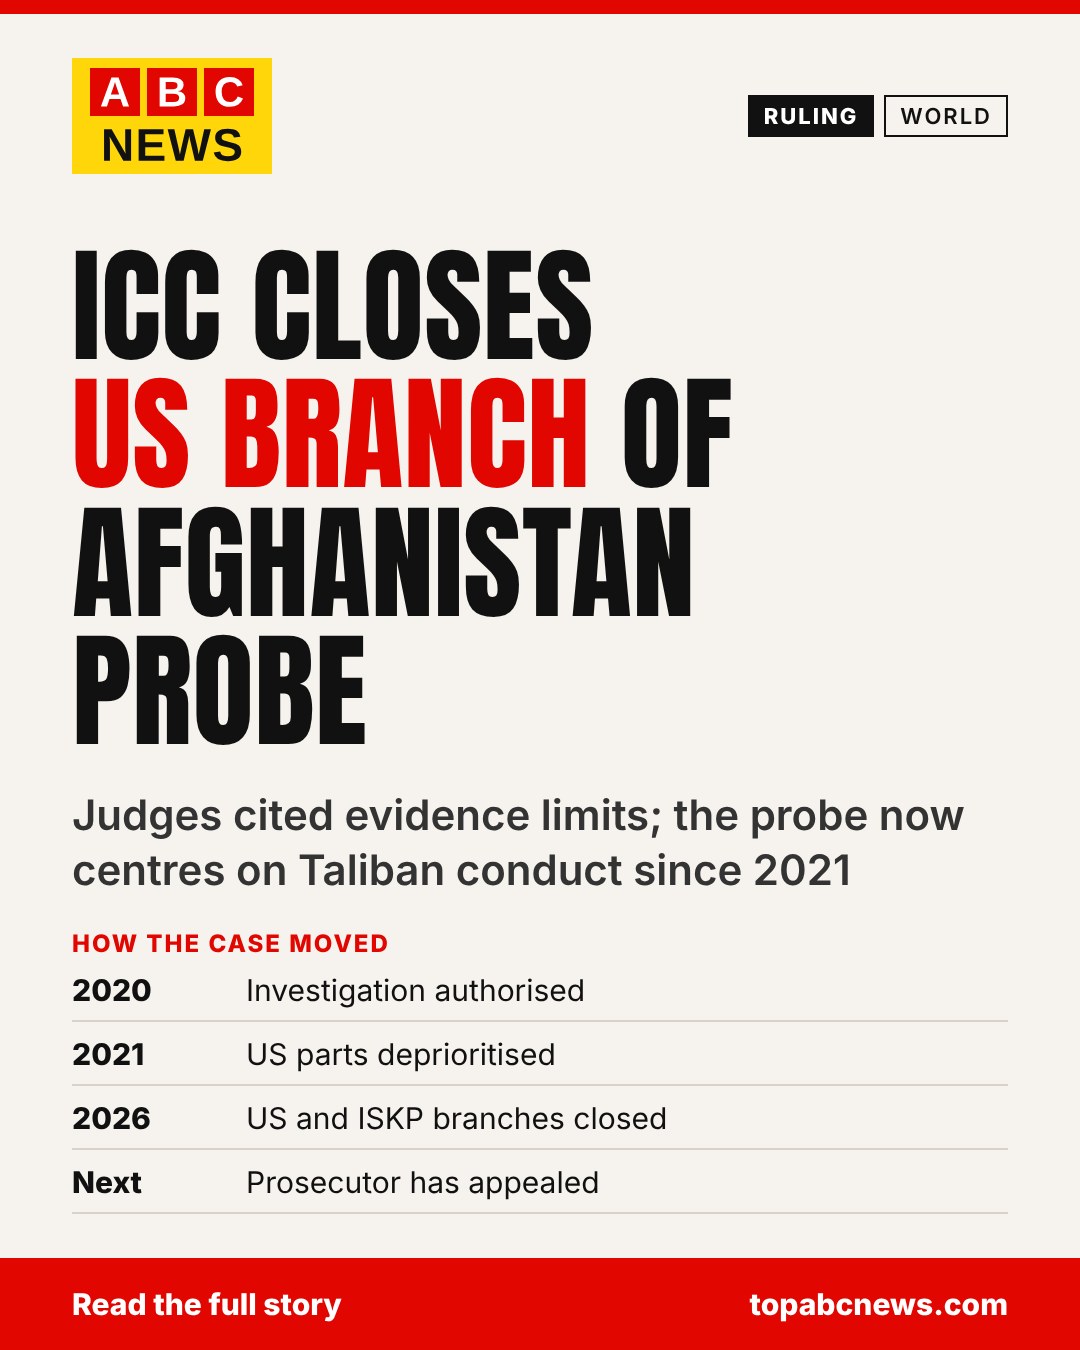 ABC
NEWS
RULING WORLD
ICC CLOSES
US BRANCH OF
AFGHANISTAN
PROBE
Judges cited evidence limits; the probe now
centres on Taliban conduct since 2021
HOW THE CASE MOVED
2020 Investigation authorised
2021 US parts deprioritised
2026 US and ISKP branches closed
Next Prosecutor has appealed
Read the full story topabcnews.com